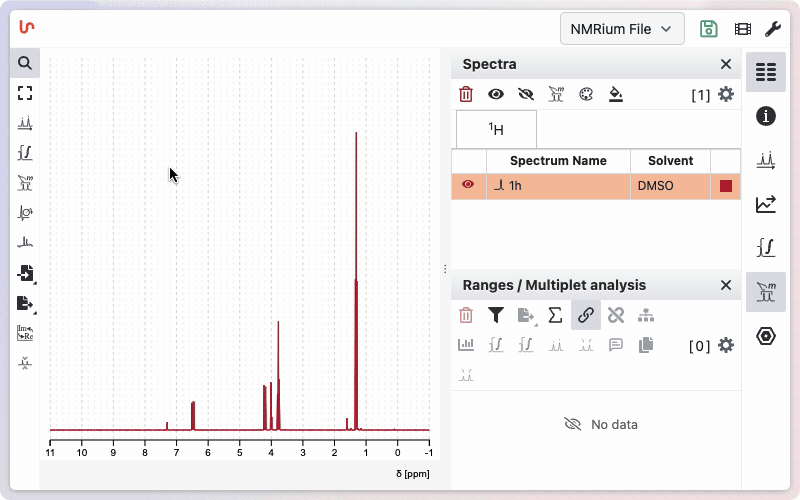 NMRium File
Spectra
[1]
¹H
Spectrum Name Solvent
1h DMSO
Ranges / Multiplet analysis
[0]
No data
11 10 9 8 7 6 5 4 3 2 1 0 -1
δ [ppm]